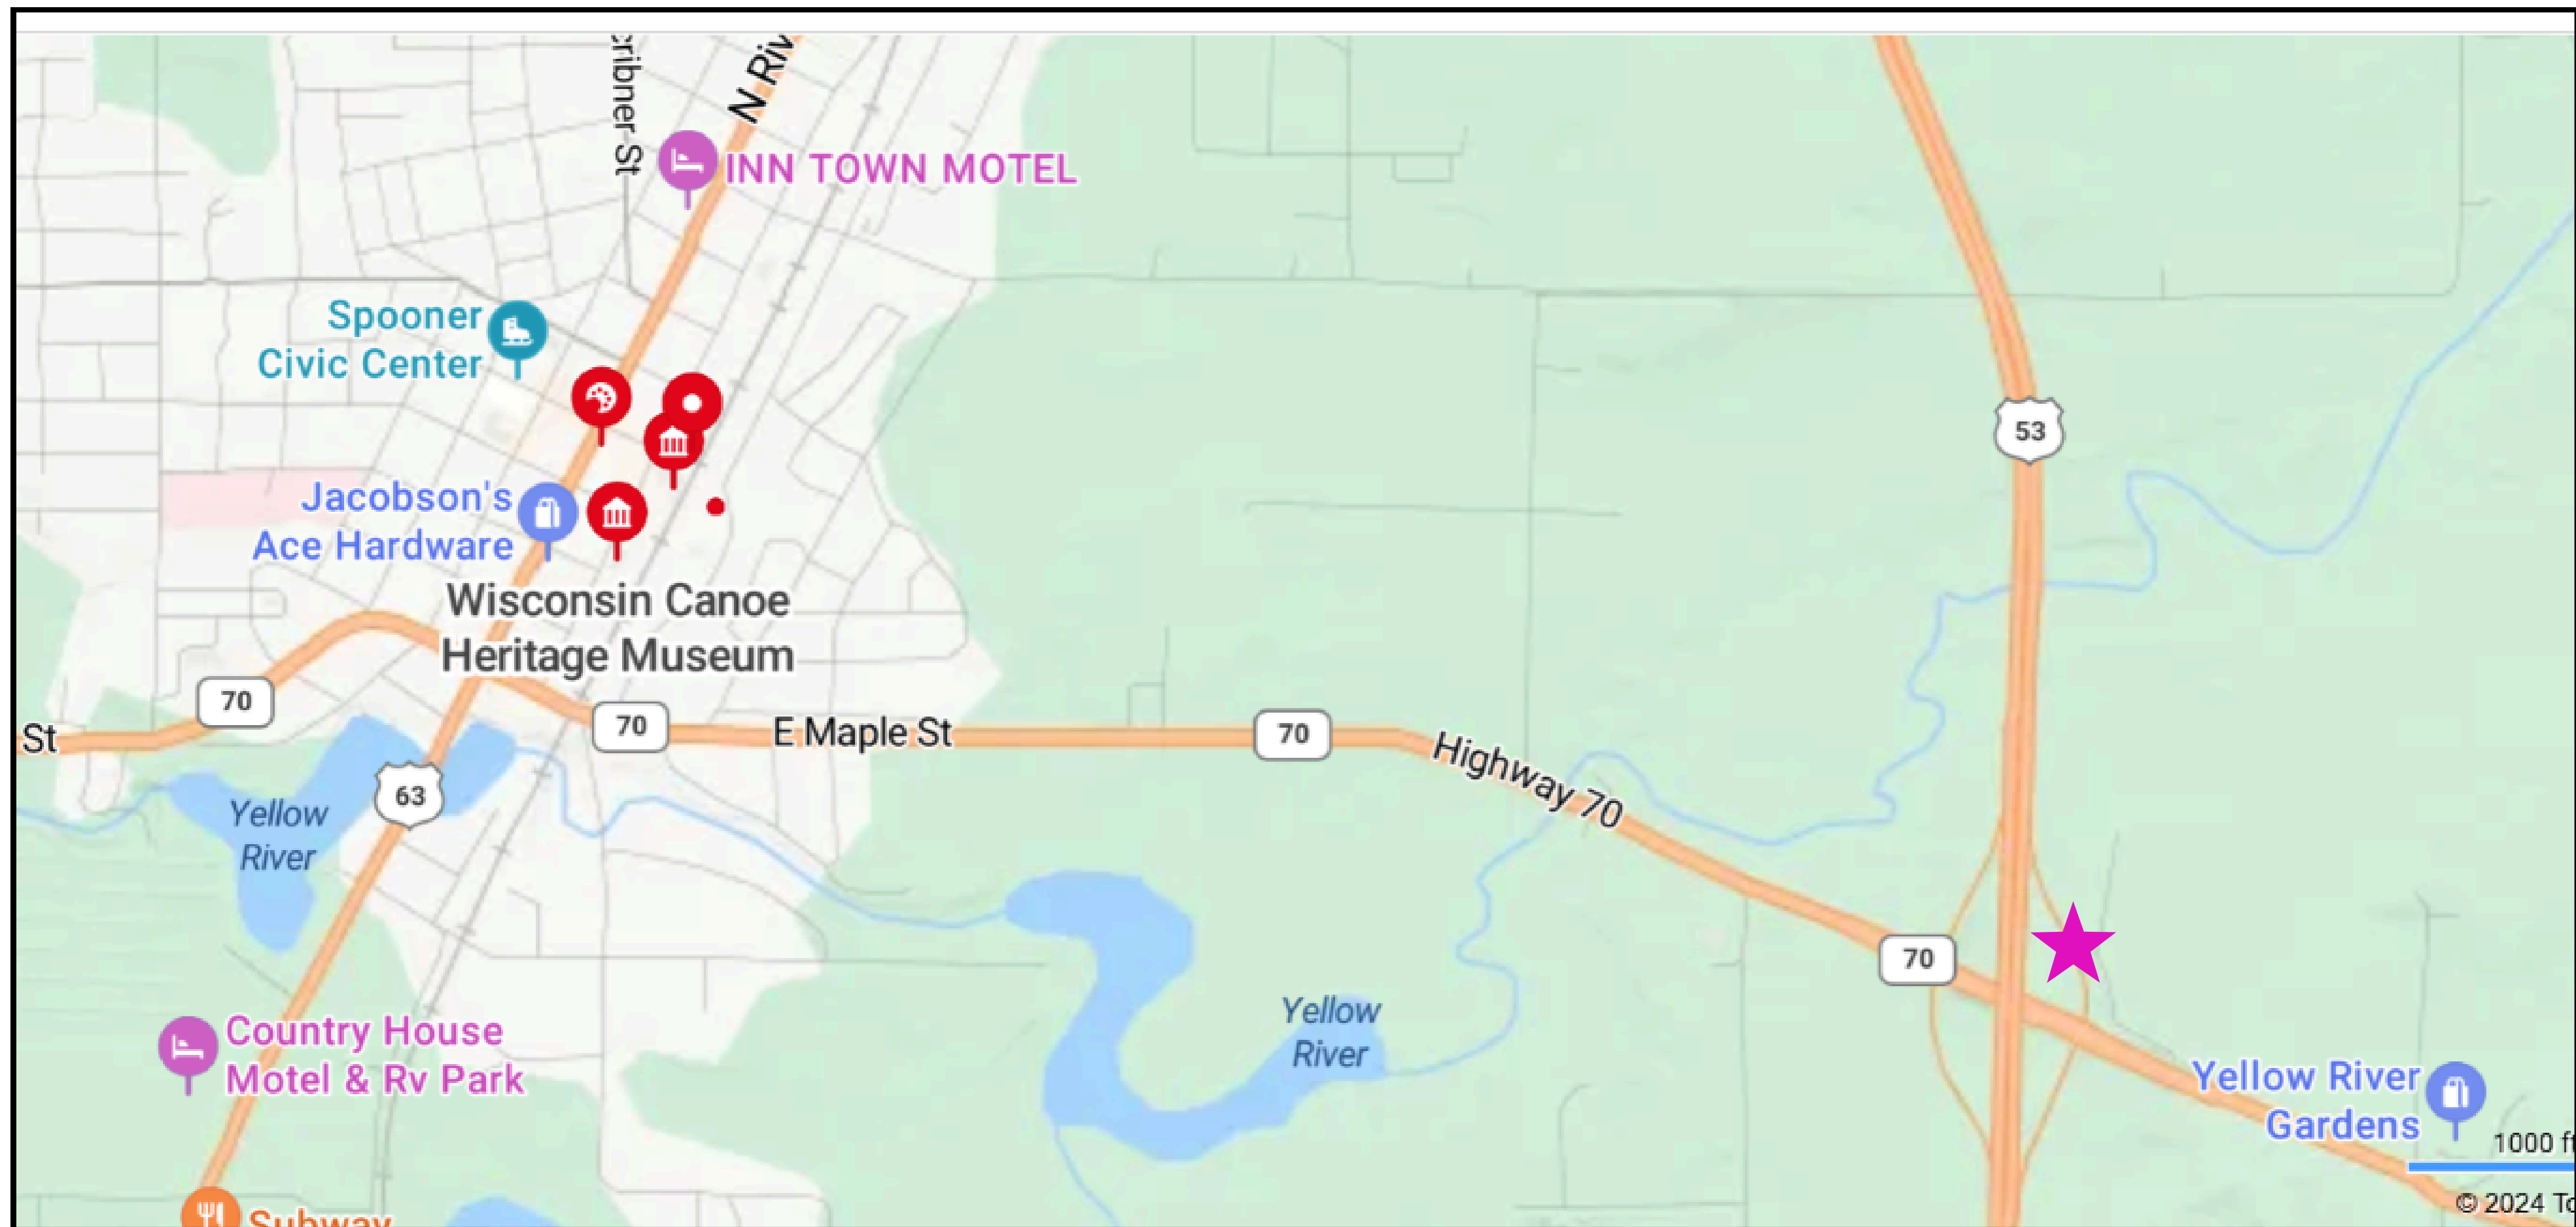 cribner St
N Riv
INN TOWN MOTEL
Spooner
Civic Center
53
Jacobson's
Ace Hardware
Wisconsin Canoe
Heritage Museum
70
St
70
E Maple St
70
Highway 70
63
Yellow
River
70
Yellow
River
Country House
Motel & Rv Park
Yellow River
Gardens
1000 ft
© 2024 To
Subway